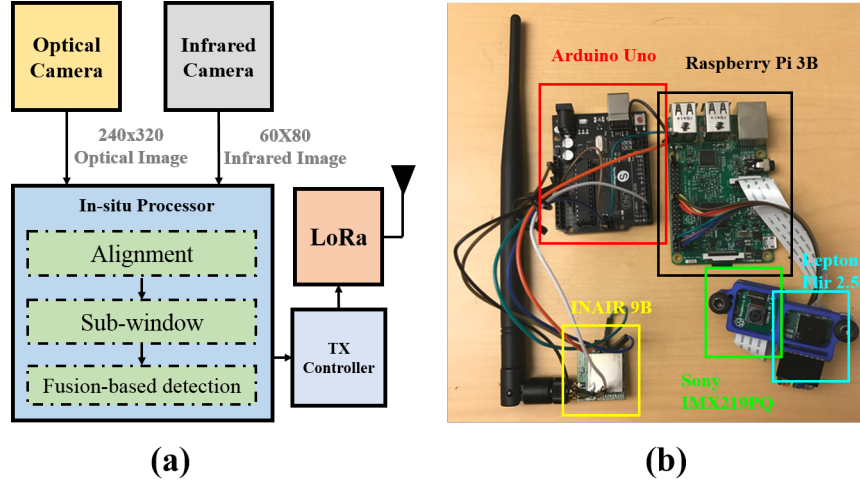 Optical
Camera
Infrared
Camera
240x320
Optical Image
60X80
Infrared Image
In-situ Processor
Alignment
Sub-window
Fusion-based detection
LoRa
TX
Controller
(a)
Arduino Uno
Raspberry Pi 3B
Lepton
Flir 2.5
INAIR 9B
Sony
IMX219PQ
(b)